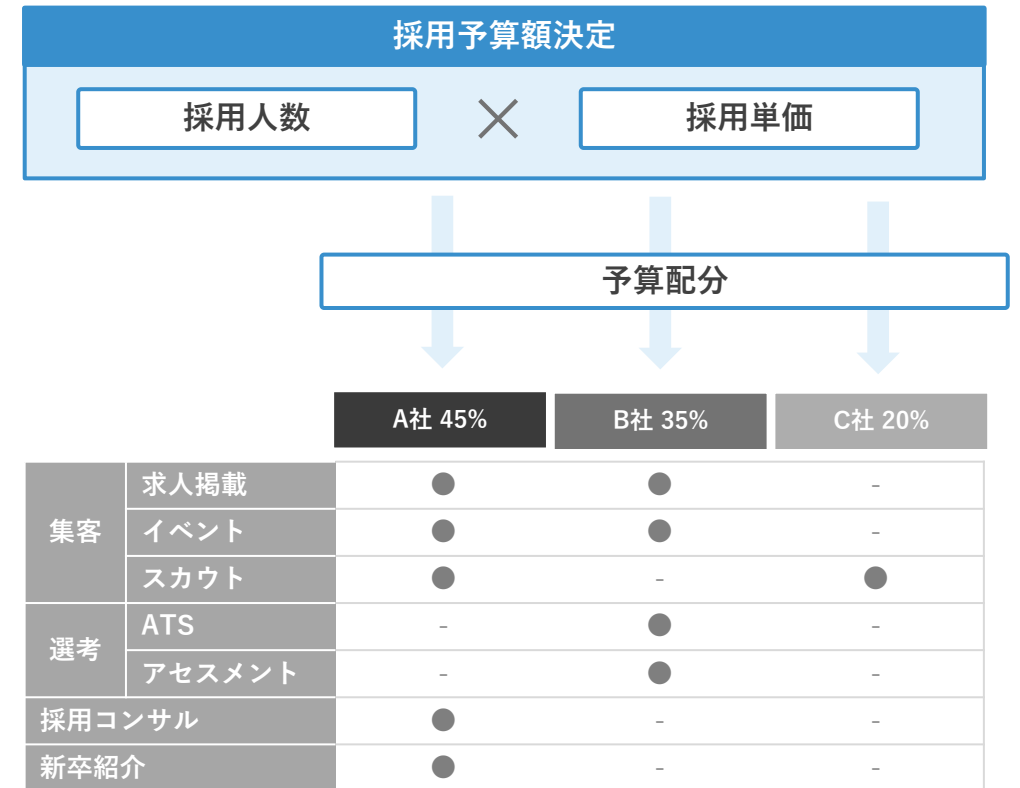 採用予算額決定
採用人数 × 採用単価
予算配分
A社 45% B社 35% C社 20%
集客
求人掲載 ● ● -
イベント ● ● -
スカウト ● - ●
選考
ATS - ● -
アセスメント - ● -
採用コンサル ● - -
新卒紹介 ● - -